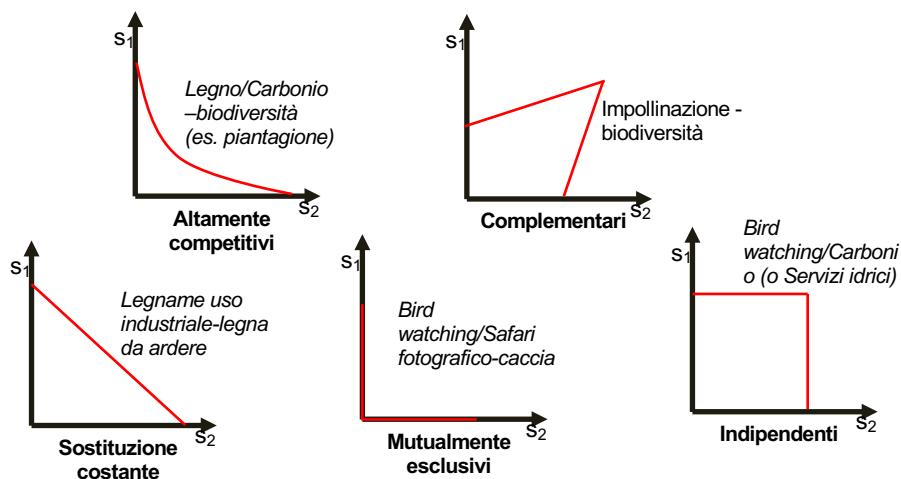 s₁
Legno/Carbonio
–biodiversità
(es. piantagione)
s₂
Altamente
competitivi
s₁
Impollinazione -
biodiversità
s₂
Complementari
s₁
Legname uso
industriale-legna
da ardere
s₂
Sostituzione
costante
s₁
Bird
watching/Safari
fotografico-caccia
s₂
Mutualmente
esclusivi
s₁
Bird
watching/Carboni
o (o Servizi idrici)
s₂
Indipendenti